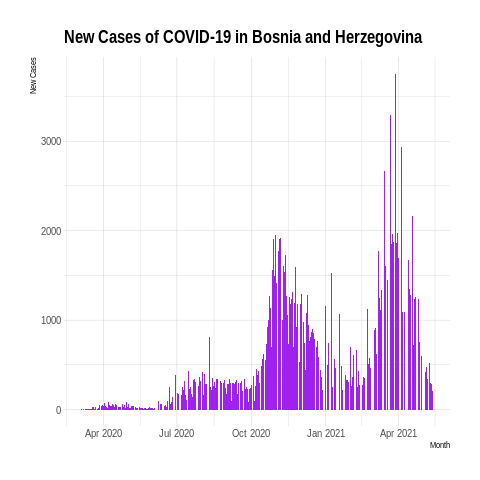 New Cases of COVID-19 in Bosnia and Herzegovina
New Cases
3000
2000
1000
0
Apr 2020
Jul 2020
Oct 2020
Jan 2021
Apr 2021
Month